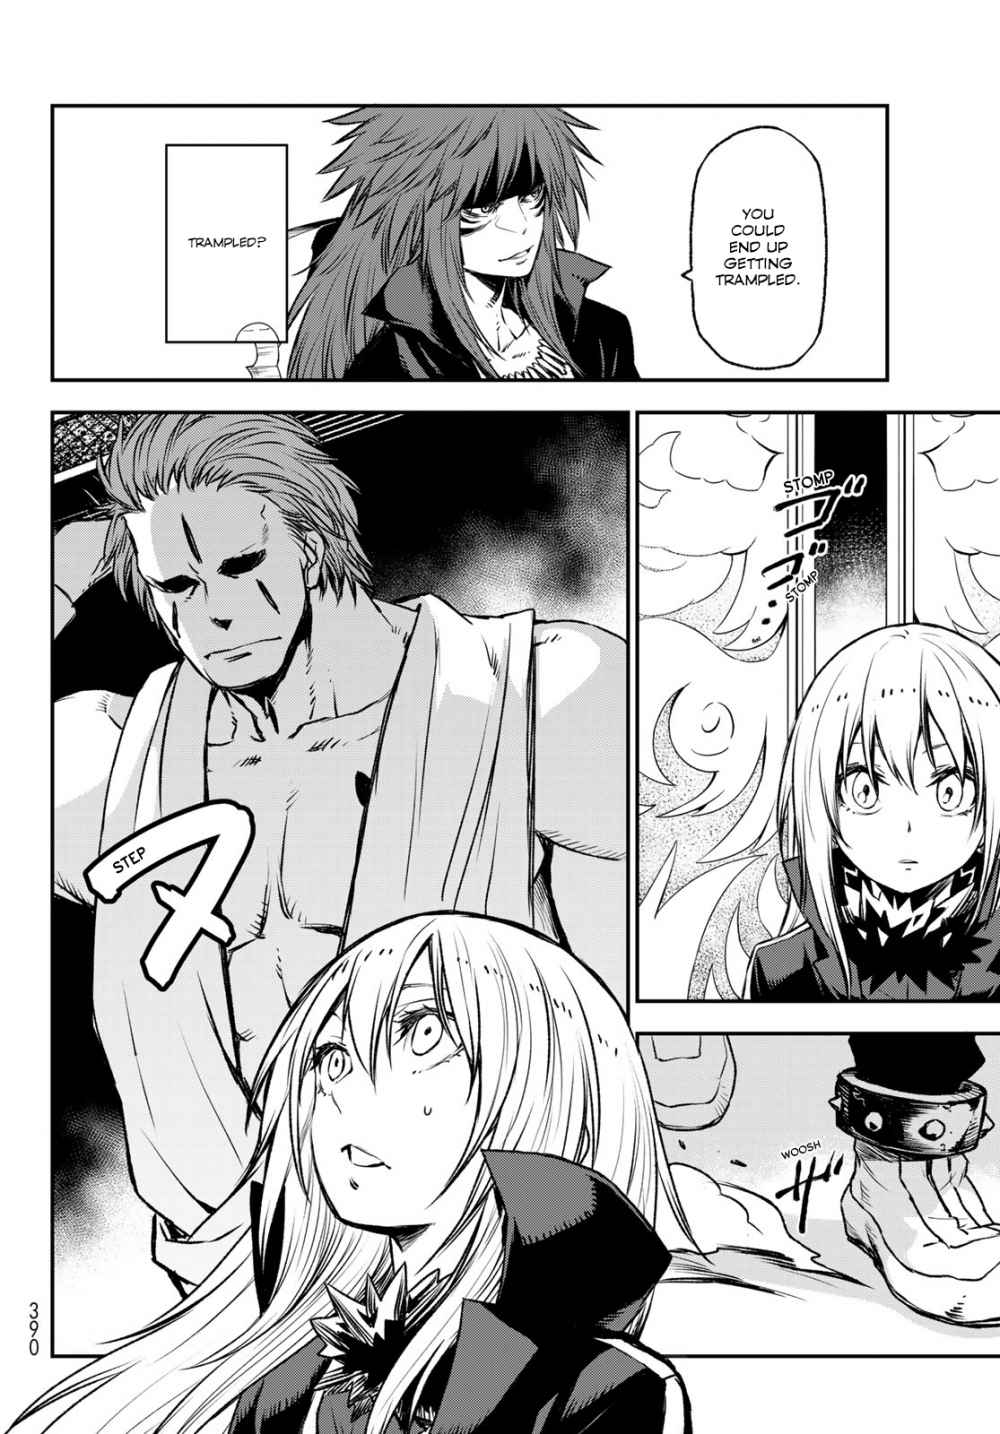 YOU
COULD
END UP
GETTING
TRAMPLED.
TRAMPLED?
STOMP
ゴ
STOMP
ゴ
WOOSH
ザ
STEP
ヌ
390